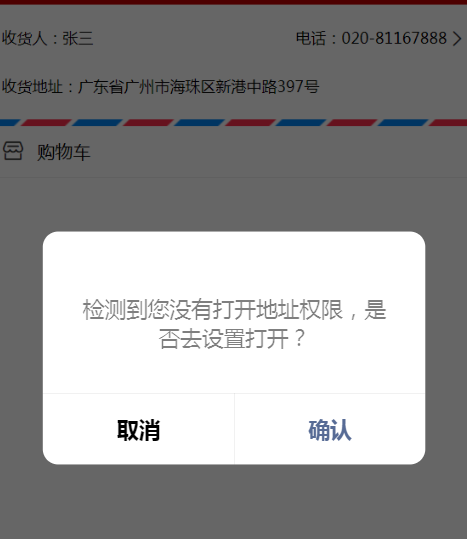 收货人：张三 电话：020-81167888
收货地址：广东省广州市海珠区新港中路397号
购物车
检测到您没有打开地址权限，是
否去设置打开？
取消 确认